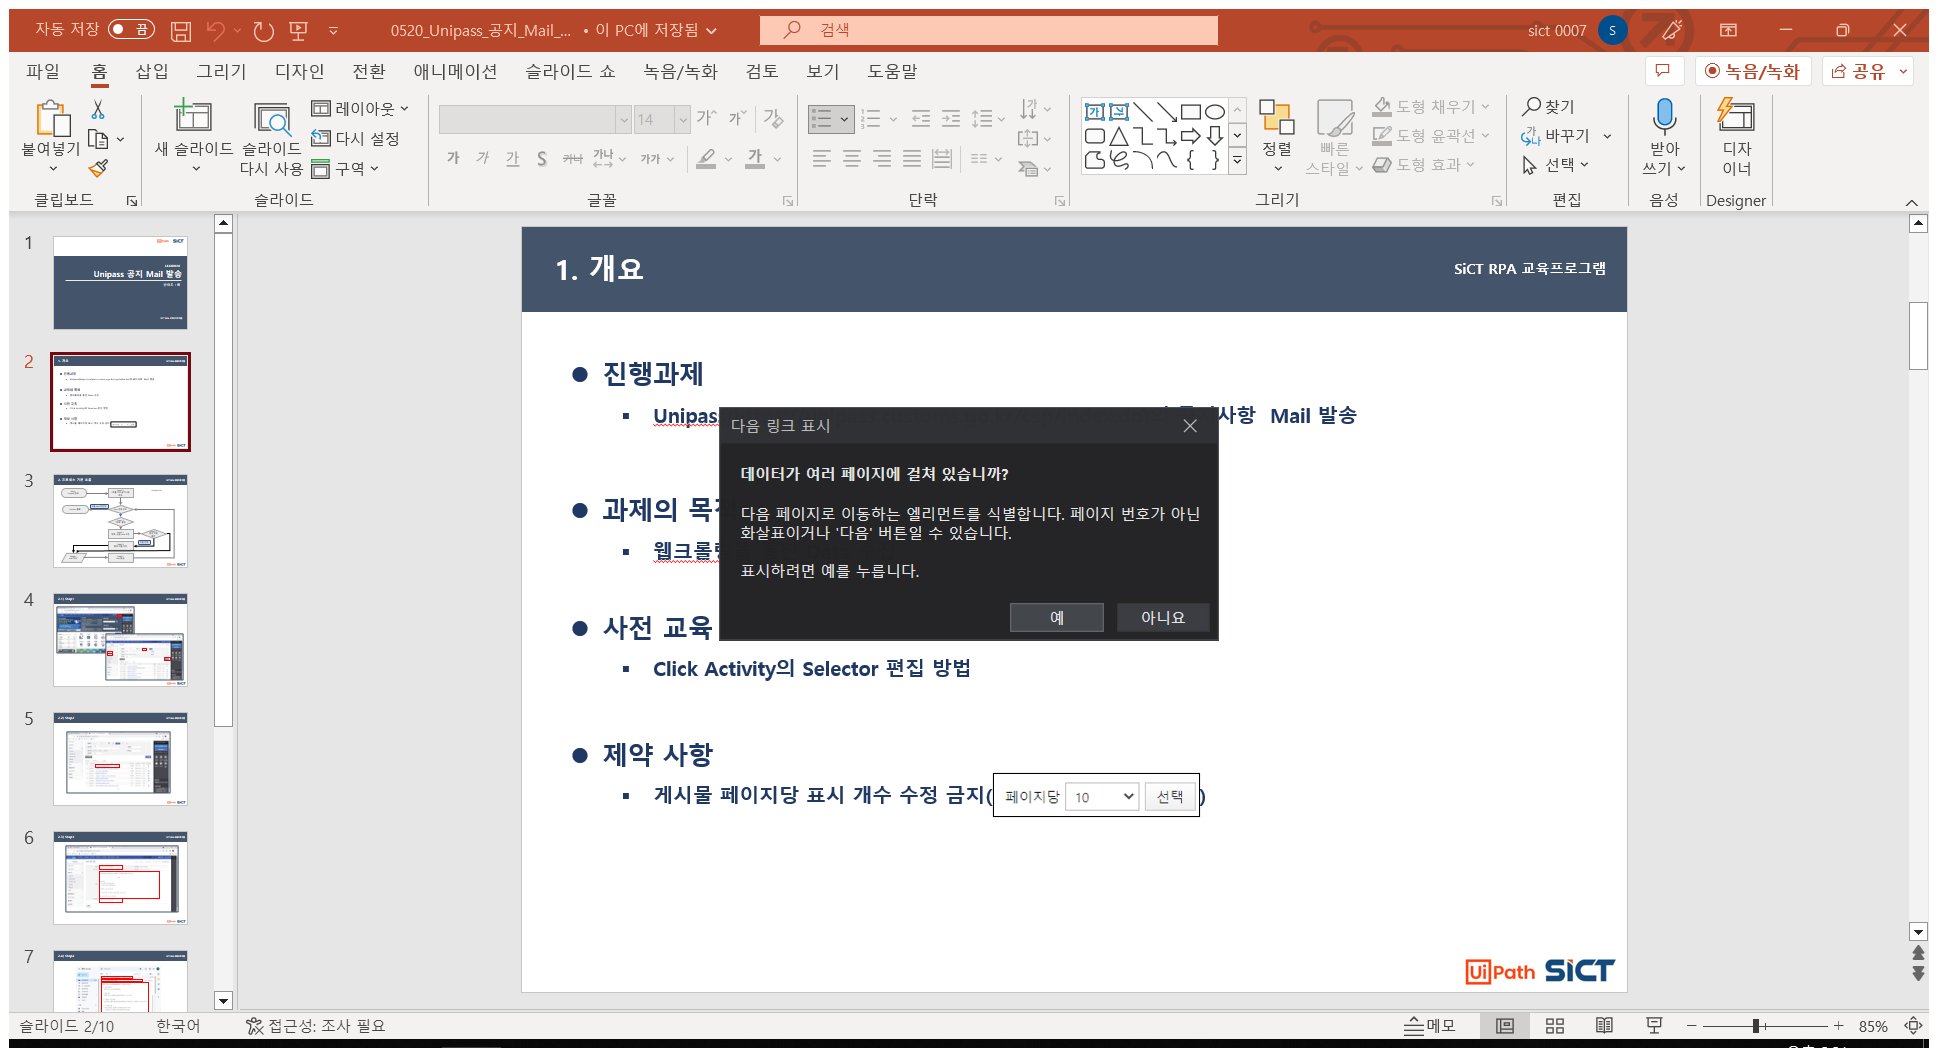 자동 저장 끔
0520_Unipass_공지_Mail_... • 이 PC에 저장됨
검색
sict 0007
S
파일 홈 삽입 그리기 디자인 전환 애니메이션 슬라이드 쇼 녹음/녹화 검토 보기 도움말
녹음/녹화
공유
붙여넣기
클립보드
새 슬라이드
슬라이드
다시 사용
레이아웃
다시 설정
구역
슬라이드
14
가 가 가 S 가나 가나 가가 가
글꼴
단락
정렬
빠른
스타일
도형 채우기
도형 윤곽선
도형 효과
그리기
찾기
바꾸기
선택
편집
받아
쓰기
음성
디자
이너
Designer
1
Unipass 공지 Mail 발송
2
3
4
5
6
7
1. 개요
SiCT RPA 교육프로그램
● 진행과제
▪ Unipas 사항 Mail 발송
● 과제의 목
▪ 웹크롤
● 사전 교육
▪ Click Activity의 Selector 편집 방법
● 제약 사항
▪ 게시물 페이지당 표시 개수 수정 금지( 페이지당 10 선택 )
UiPath SiCT
다음 링크 표시
데이터가 여러 페이지에 걸쳐 있습니까?
다음 페이지로 이동하는 엘리먼트를 식별합니다. 페이지 번호가 아닌
화살표이거나 '다음' 버튼일 수 있습니다.
표시하려면 예를 누릅니다.
예
아니요
슬라이드 2/10
한국어
접근성: 조사 필요
메모
85%